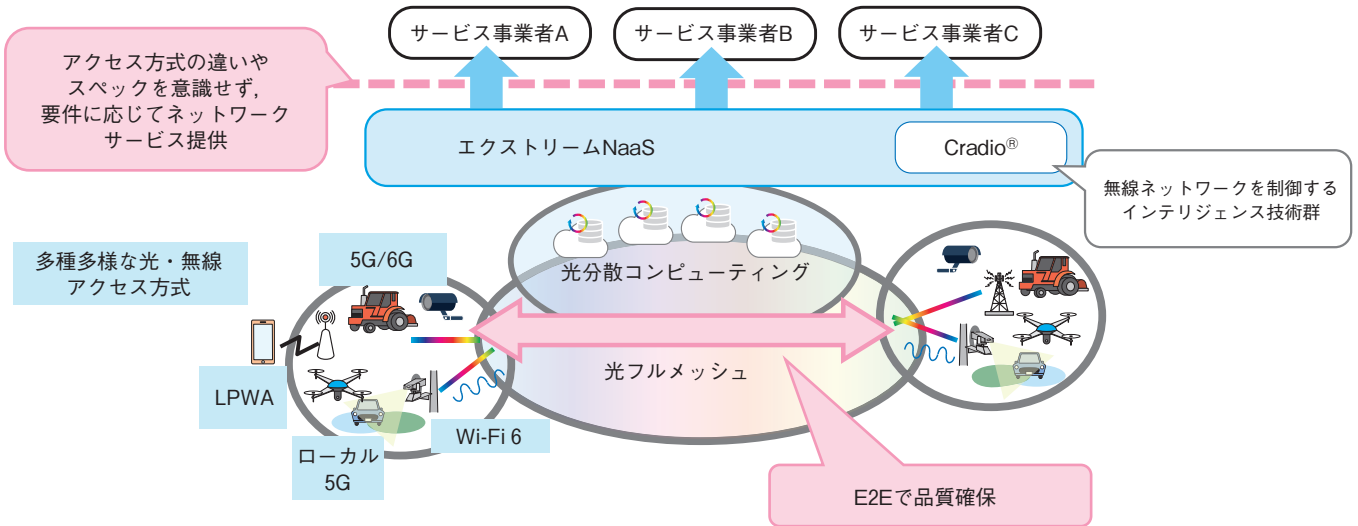 サービス事業者A
サービス事業者B
サービス事業者C
アクセス方式の違いや
スペックを意識せず,
要件に応じてネットワーク
サービス提供
エクストリームNaaS
Cradio®
無線ネットワークを制御する
インテリジェンス技術群
多種多様な光・無線
アクセス方式
5G/6G
光分散コンピューティング
光フルメッシュ
LPWA
Wi-Fi 6
ローカル
5G
E2Eで品質確保